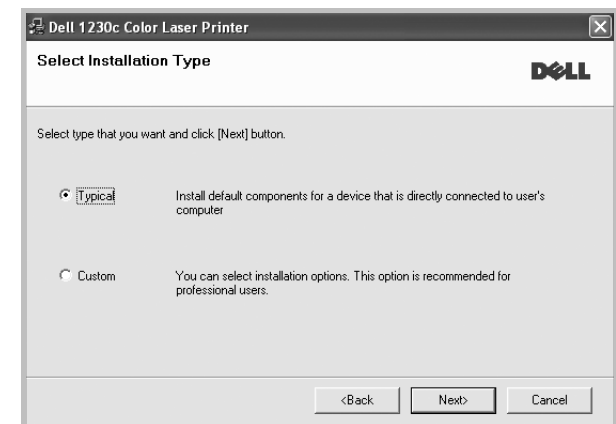 Dell 1230c Color Laser Printer
Select Installation Type
DELL
Select type that you want and click [Next] button.
Typical
Install default components for a device that is directly connected to user's
computer
Custom
You can select installation options. This option is recommended for
professional users.
<Back
Next>
Cancel